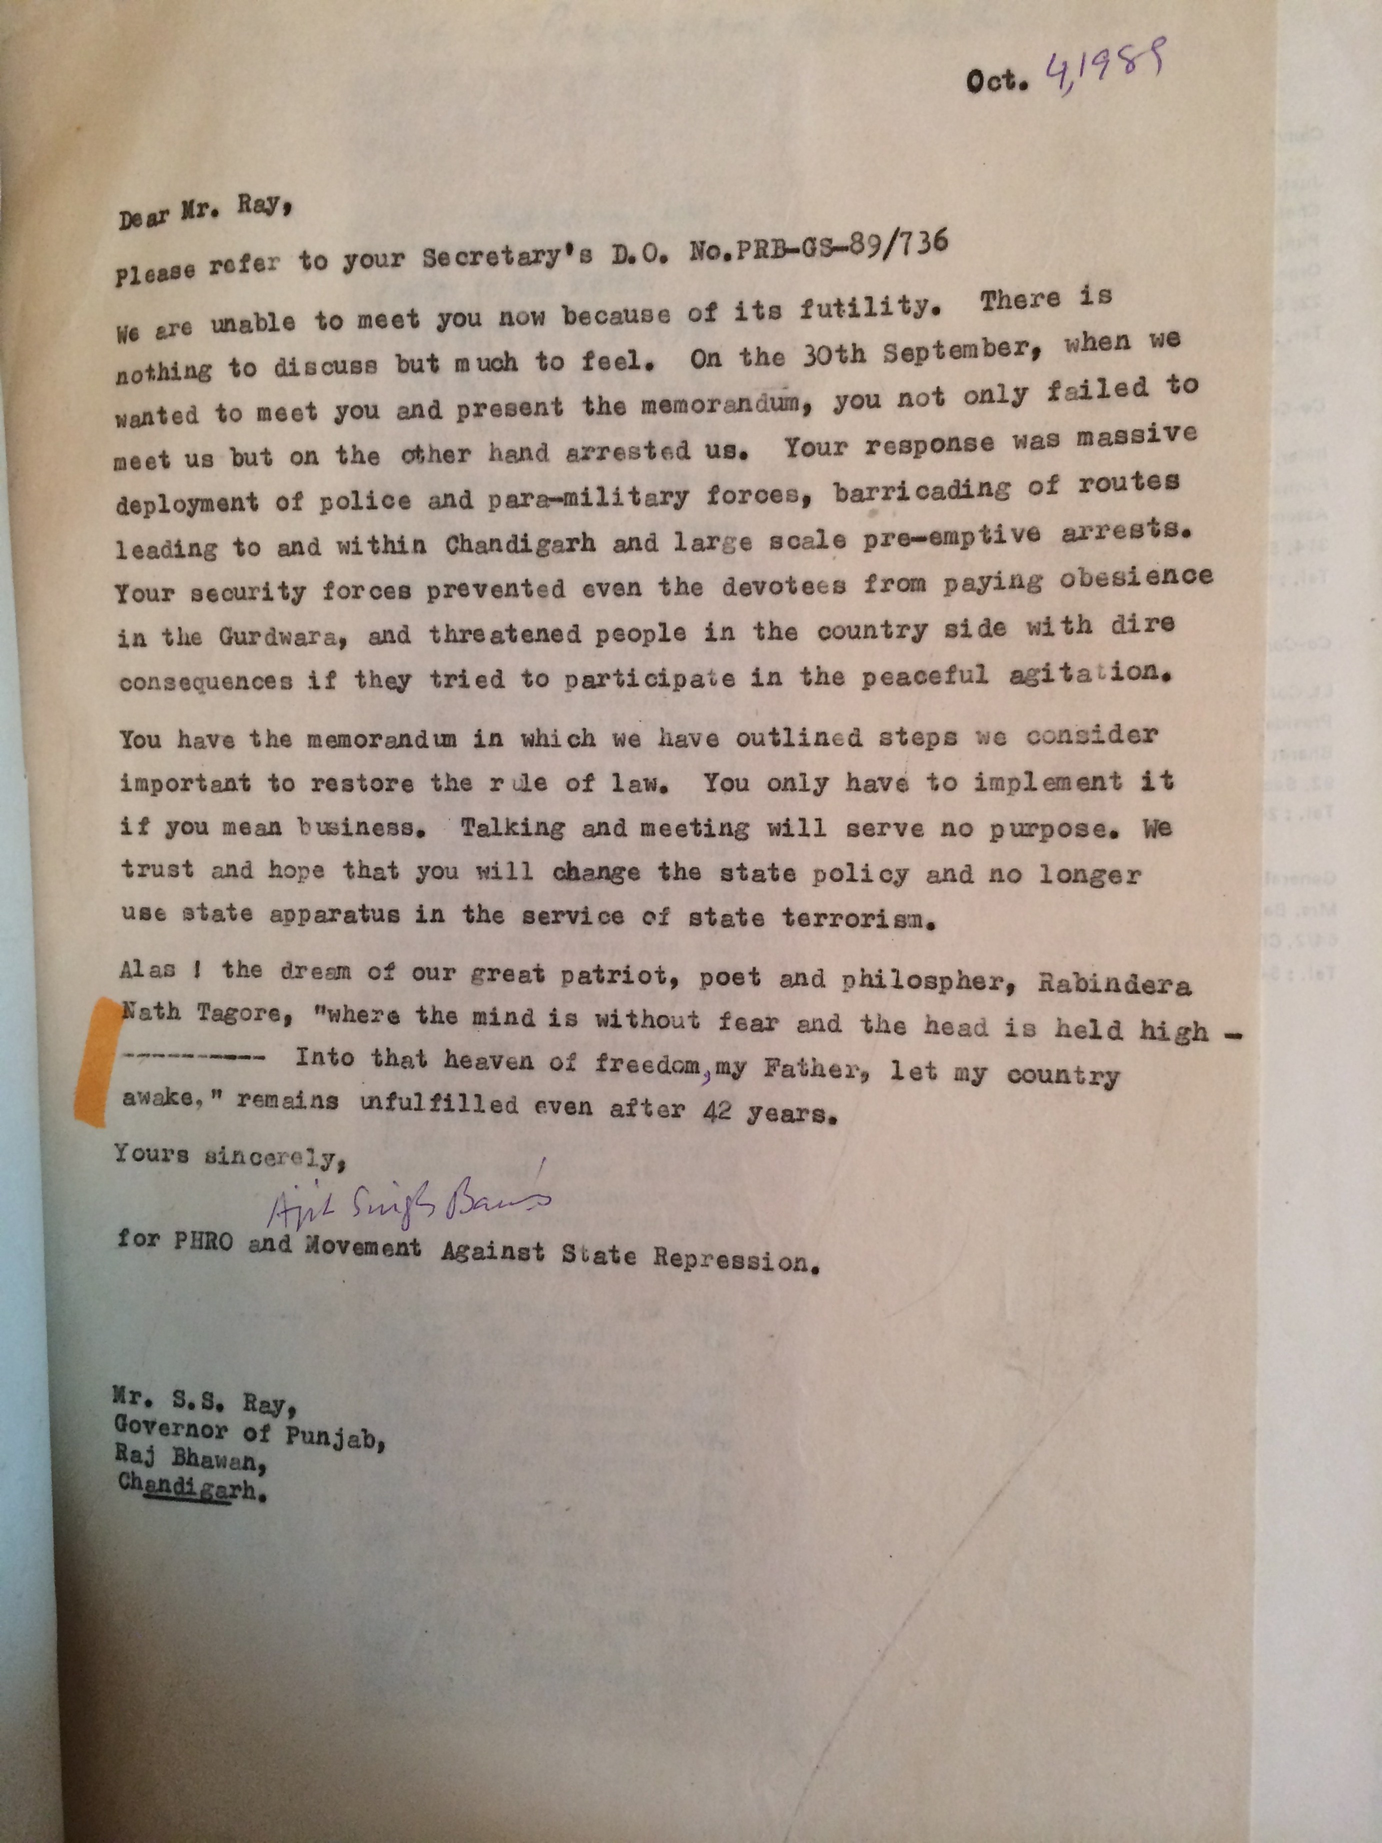 Oct. 4, 1989
Dear Mr. Ray,
Please refer to your Secretary's D.O. No.PRB-GS-89/736
We are unable to meet you now because of its futility. There is
nothing to discuss but much to feel. On the 30th September, when we
wanted to meet you and present the memorandum, you not only failed to
meet us but on the other hand arrested us. Your response was massive
deployment of police and para-military forces, barricading of routes
leading to and within Chandigarh and large scale pre-emptive arrests.
Your security forces prevented even the devotees from paying obesience
in the Gurdwara, and threatened people in the country side with dire
consequences if they tried to participate in the peaceful agitation.
You have the memorandum in which we have outlined steps we consider
important to restore the rule of law. You only have to implement it
if you mean business. Talking and meeting will serve no purpose. We
trust and hope that you will change the state policy and no longer
use state apparatus in the service of state terrorism.
Alas ! the dream of our great patriot, poet and philospher, Rabindera
Nath Tagore, "where the mind is without fear and the head is held high -
---------- Into that heaven of freedom, my Father, let my country
awake," remains unfulfilled even after 42 years.
Yours sincerely,
Ajit Singh Bains
for PHRO and Movement Against State Repression.
Mr. S.S. Ray,
Governor of Punjab,
Raj Bhawan,
Chandigarh.